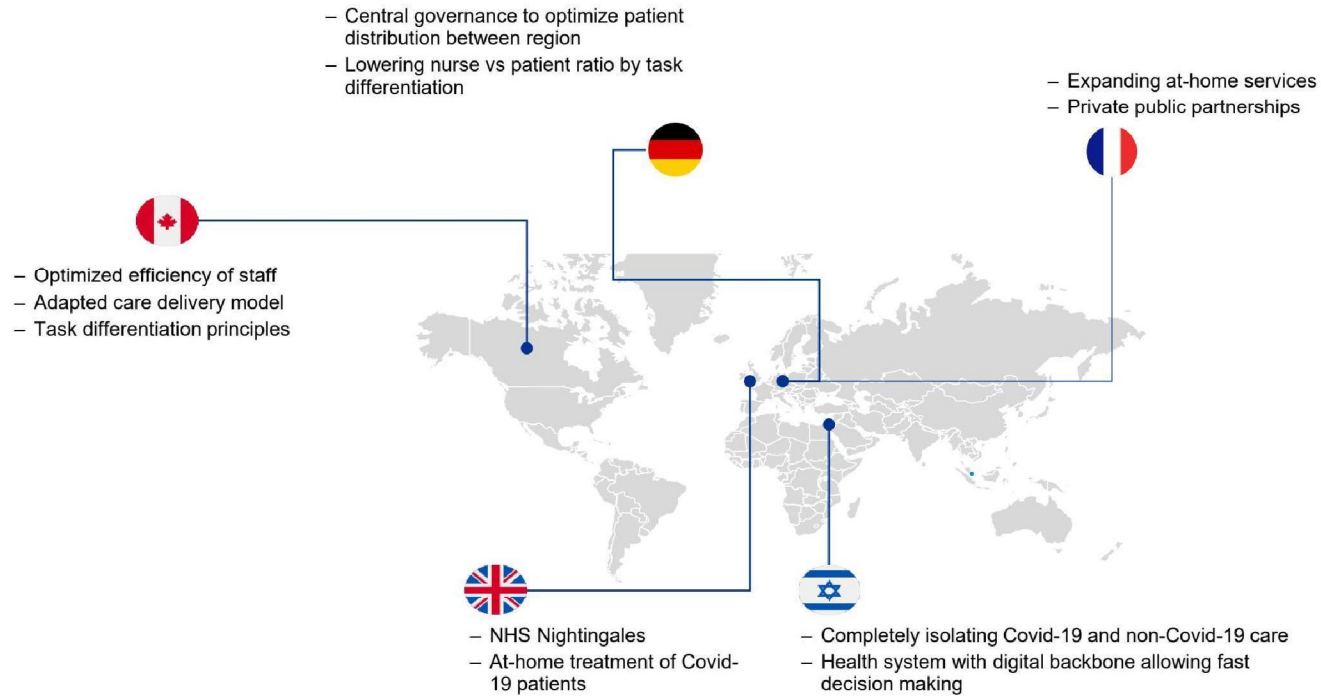 – Central governance to optimize patient
distribution between region
– Lowering nurse vs patient ratio by task
differentiation
– Expanding at-home services
– Private public partnerships
– Optimized efficiency of staff
– Adapted care delivery model
– Task differentiation principles
– NHS Nightingales
– At-home treatment of Covid-
19 patients
– Completely isolating Covid-19 and non-Covid-19 care
– Health system with digital backbone allowing fast
decision making